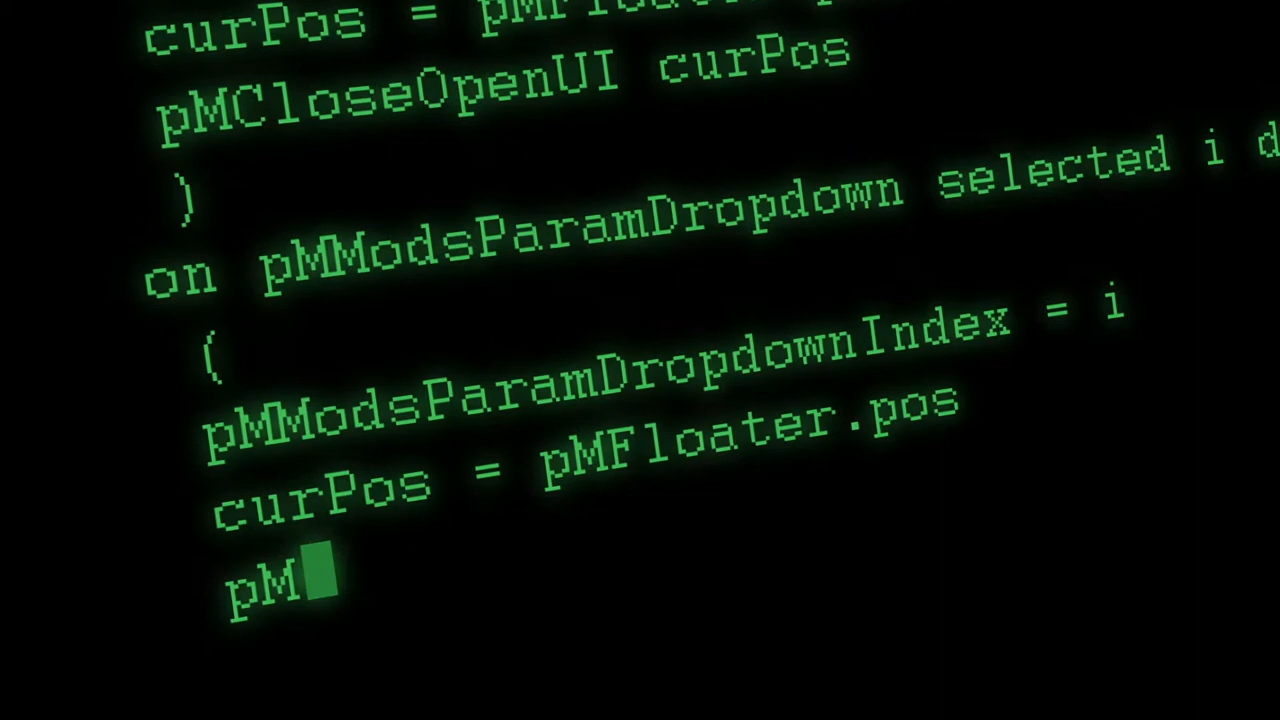 curPos =
pMCloseOpenUI curPos
)
on pMModsParamDropdown selected i
(
pMModsParamDropdownIndex = i
curPos = pMFloater.pos
pM